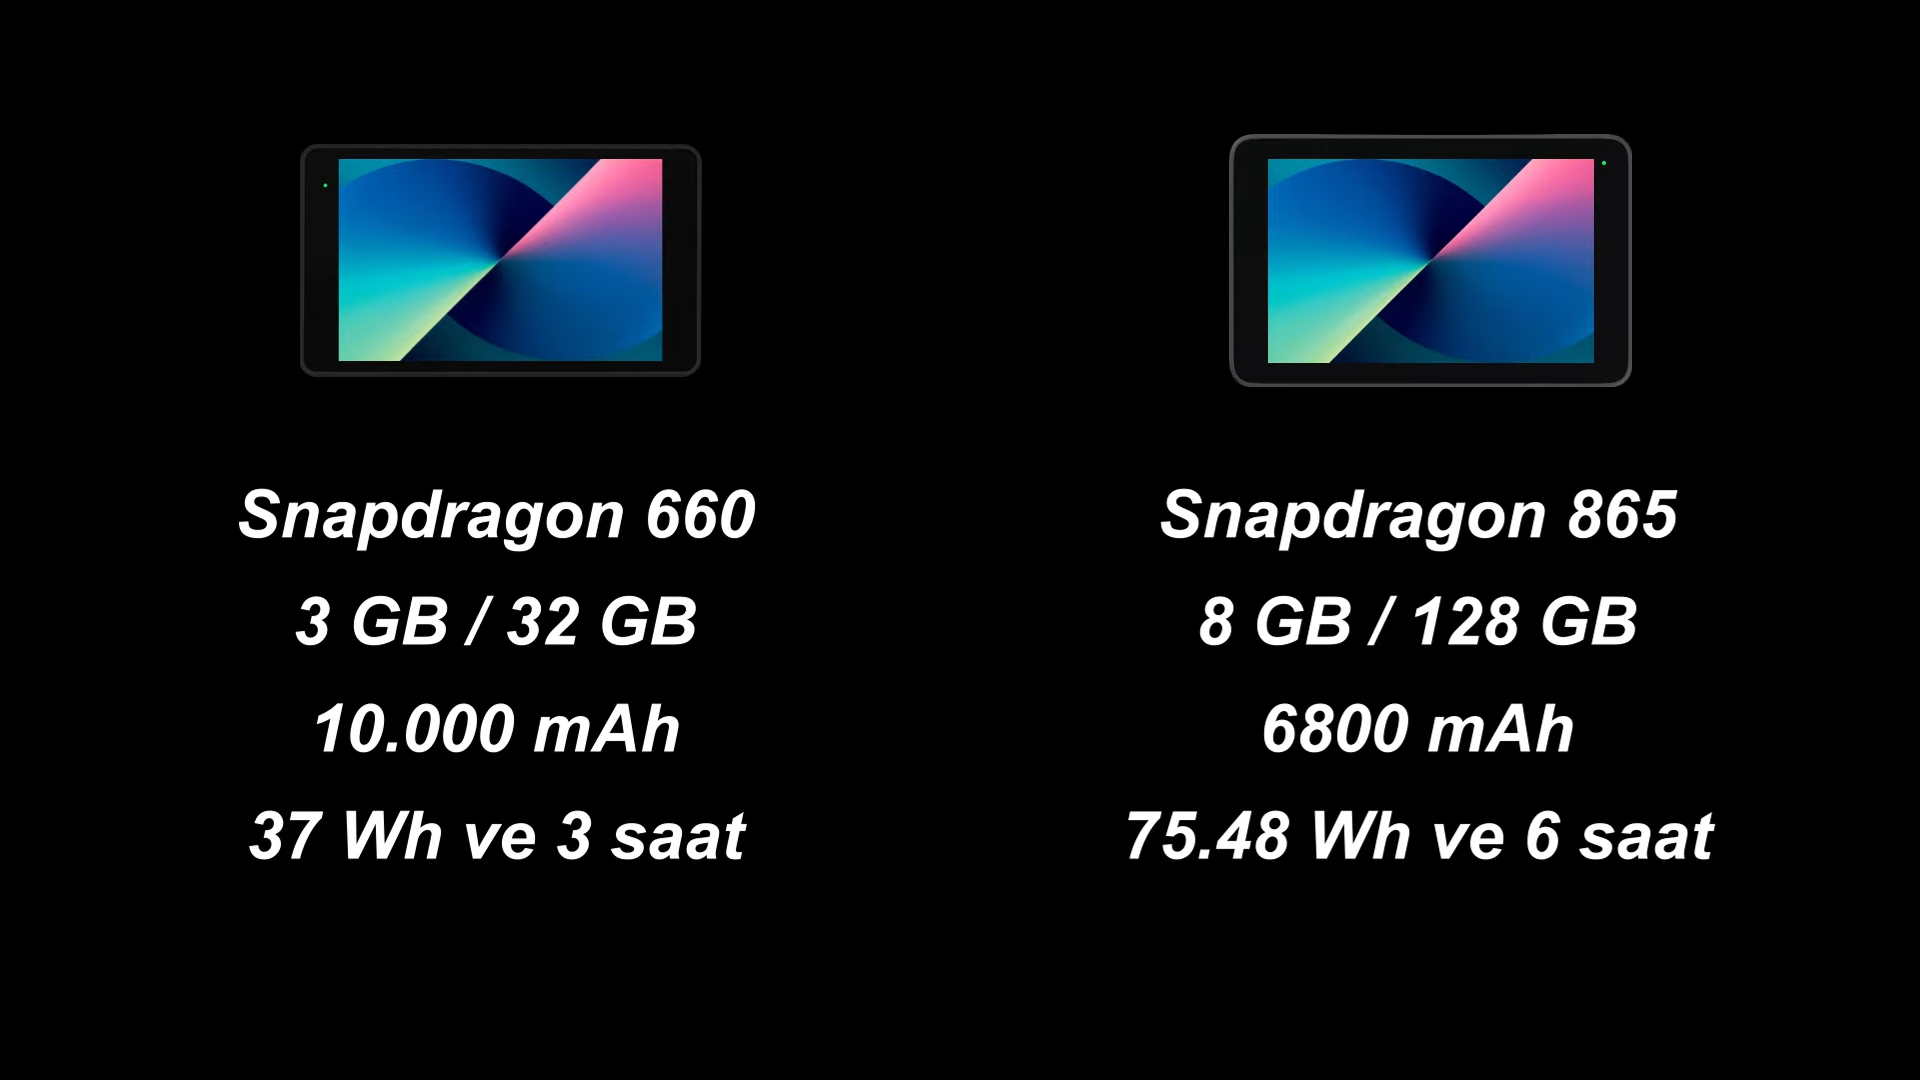 Snapdragon 660
3 GB / 32 GB
10.000 mAh
37 Wh ve 3 saat
Snapdragon 865
8 GB / 128 GB
6800 mAh
75.48 Wh ve 6 saat